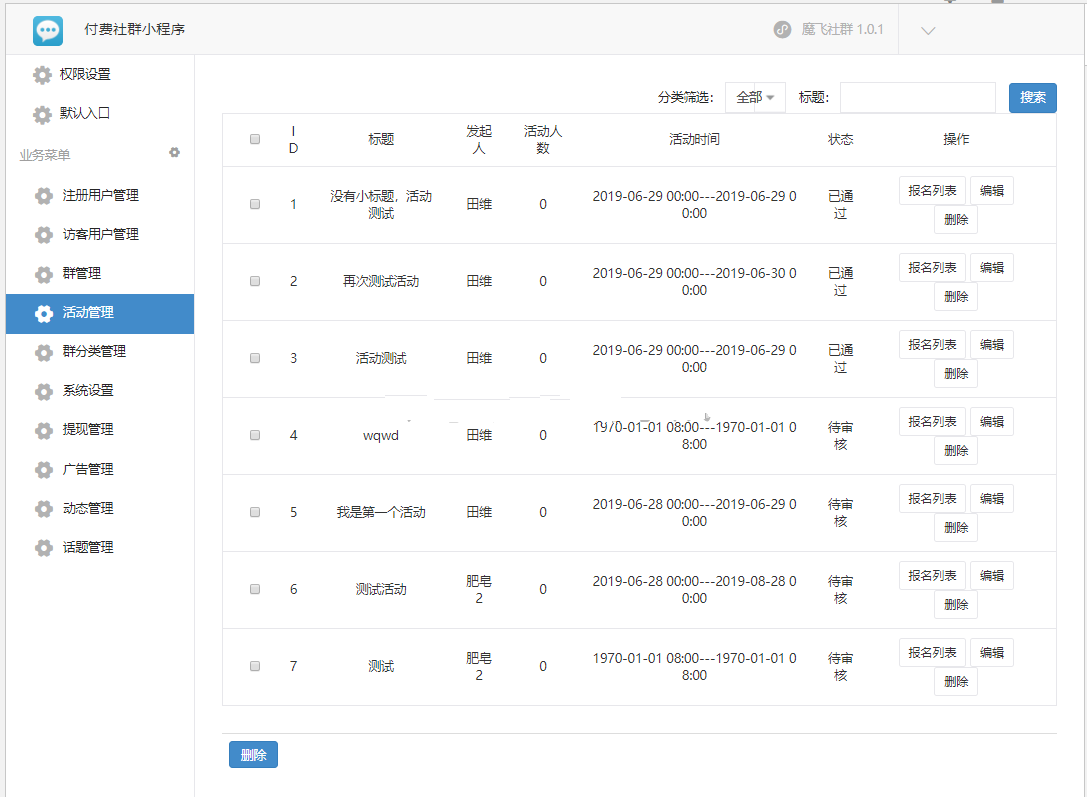 付费社群小程序
魔飞社群 1.0.1
权限设置
默认入口
业务菜单
注册用户管理
访客用户管理
群管理
活动管理
群分类管理
系统设置
提现管理
广告管理
动态管理
话题管理
分类筛选: 全部 标题: 搜索
I
D
标题
发起
人
活动人
数
活动时间
状态
操作
1
没有小标题，活动
测试
田维
0
2019-06-29 00:00---2019-06-29 0
0:00
已通
过
报名列表 编辑
删除
2
再次测试活动
田维
0
2019-06-29 00:00---2019-06-30 0
0:00
已通
过
报名列表 编辑
删除
3
活动测试
田维
0
2019-06-29 00:00---2019-06-29 0
0:00
已通
过
报名列表 编辑
删除
4
wqwd
田维
0
1970-01-01 08:00---1970-01-01 0
8:00
待审
核
报名列表 编辑
删除
5
我是第一个活动
田维
0
2019-06-28 00:00---2019-06-29 0
0:00
待审
核
报名列表 编辑
删除
6
测试活动
肥皂
2
0
2019-06-28 00:00---2019-08-28 0
0:00
待审
核
报名列表 编辑
删除
7
测试
肥皂
2
0
1970-01-01 08:00---1970-01-01 0
8:00
待审
核
报名列表 编辑
删除
删除